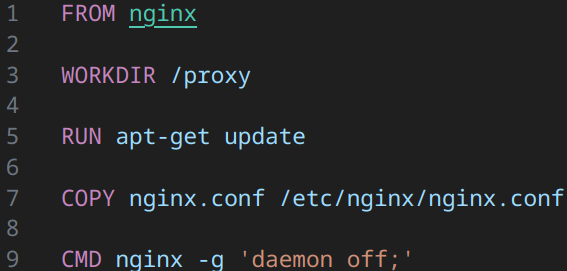 1 FROM nginx
2
3 WORKDIR /proxy
4
5 RUN apt-get update
6
7 COPY nginx.conf /etc/nginx/nginx.conf
8
9 CMD nginx -g 'daemon off;'